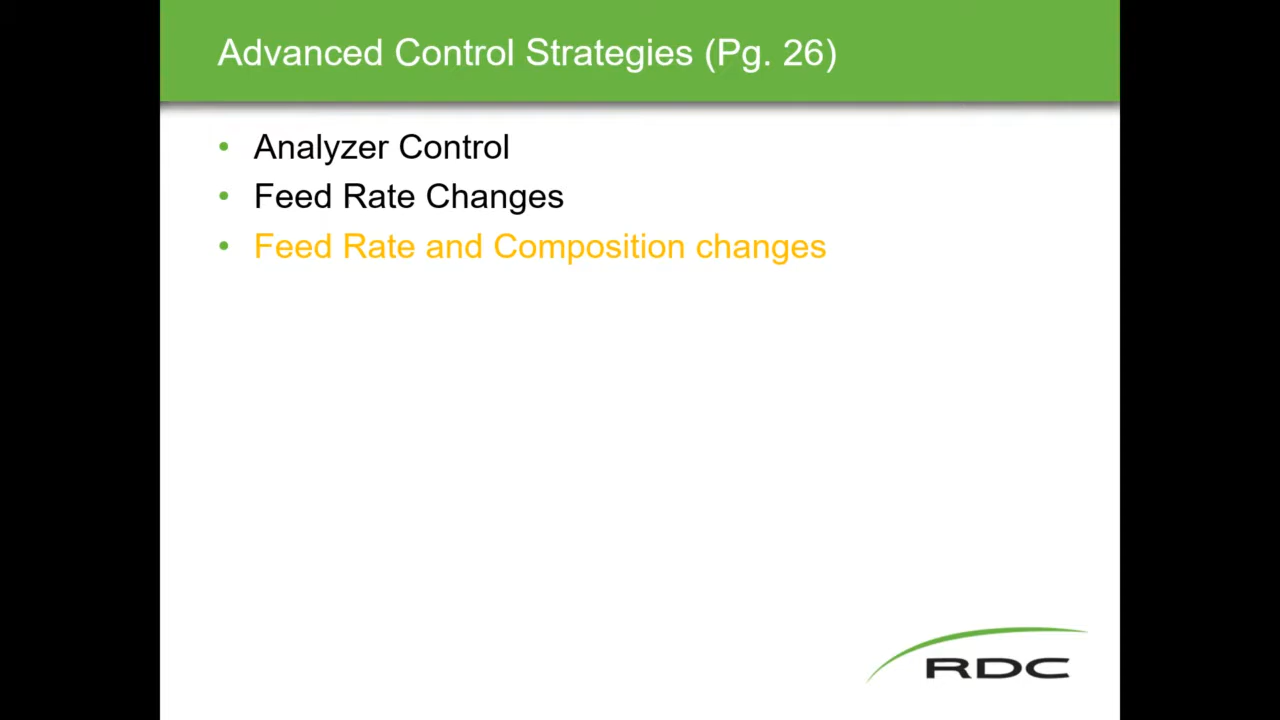 Advanced Control Strategies (Pg. 26)
• Analyzer Control
• Feed Rate Changes
• Feed Rate and Composition changes
RDC